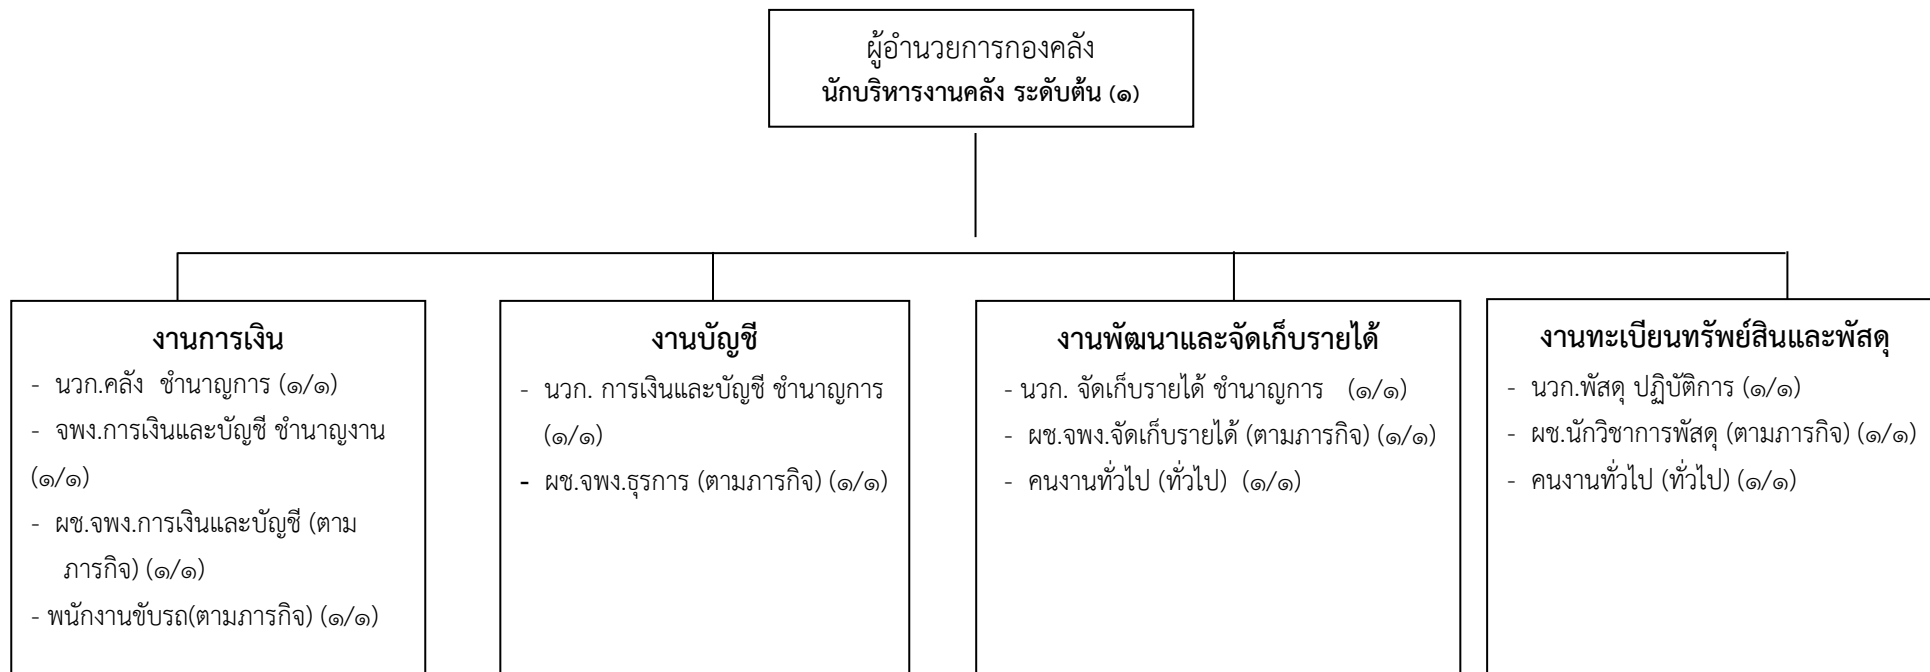 ผู้อำนวยการกองคลัง
นักบริหารงานคลัง ระดับต้น (๑)
งานการเงิน
- นวก.คลัง ชำนาญการ (๑/๑)
- จพง.การเงินและบัญชี ชำนาญงาน
(๑/๑)
- ผช.จพง.การเงินและบัญชี (ตาม
ภารกิจ) (๑/๑)
- พนักงานขับรถ(ตามภารกิจ) (๑/๑)
งานบัญชี
- นวก. การเงินและบัญชี ชำนาญการ
(๑/๑)
- ผช.จพง.ธุรการ (ตามภารกิจ) (๑/๑)
งานพัฒนาและจัดเก็บรายได้
- นวก. จัดเก็บรายได้ ชำนาญการ (๑/๑)
- ผช.จพง.จัดเก็บรายได้ (ตามภารกิจ) (๑/๑)
- คนงานทั่วไป (ทั่วไป) (๑/๑)
งานทะเบียนทรัพย์สินและพัสดุ
- นวก.พัสดุ ปฏิบัติการ (๑/๑)
- ผช.นักวิชาการพัสดุ (ตามภารกิจ) (๑/๑)
- คนงานทั่วไป (ทั่วไป) (๑/๑)